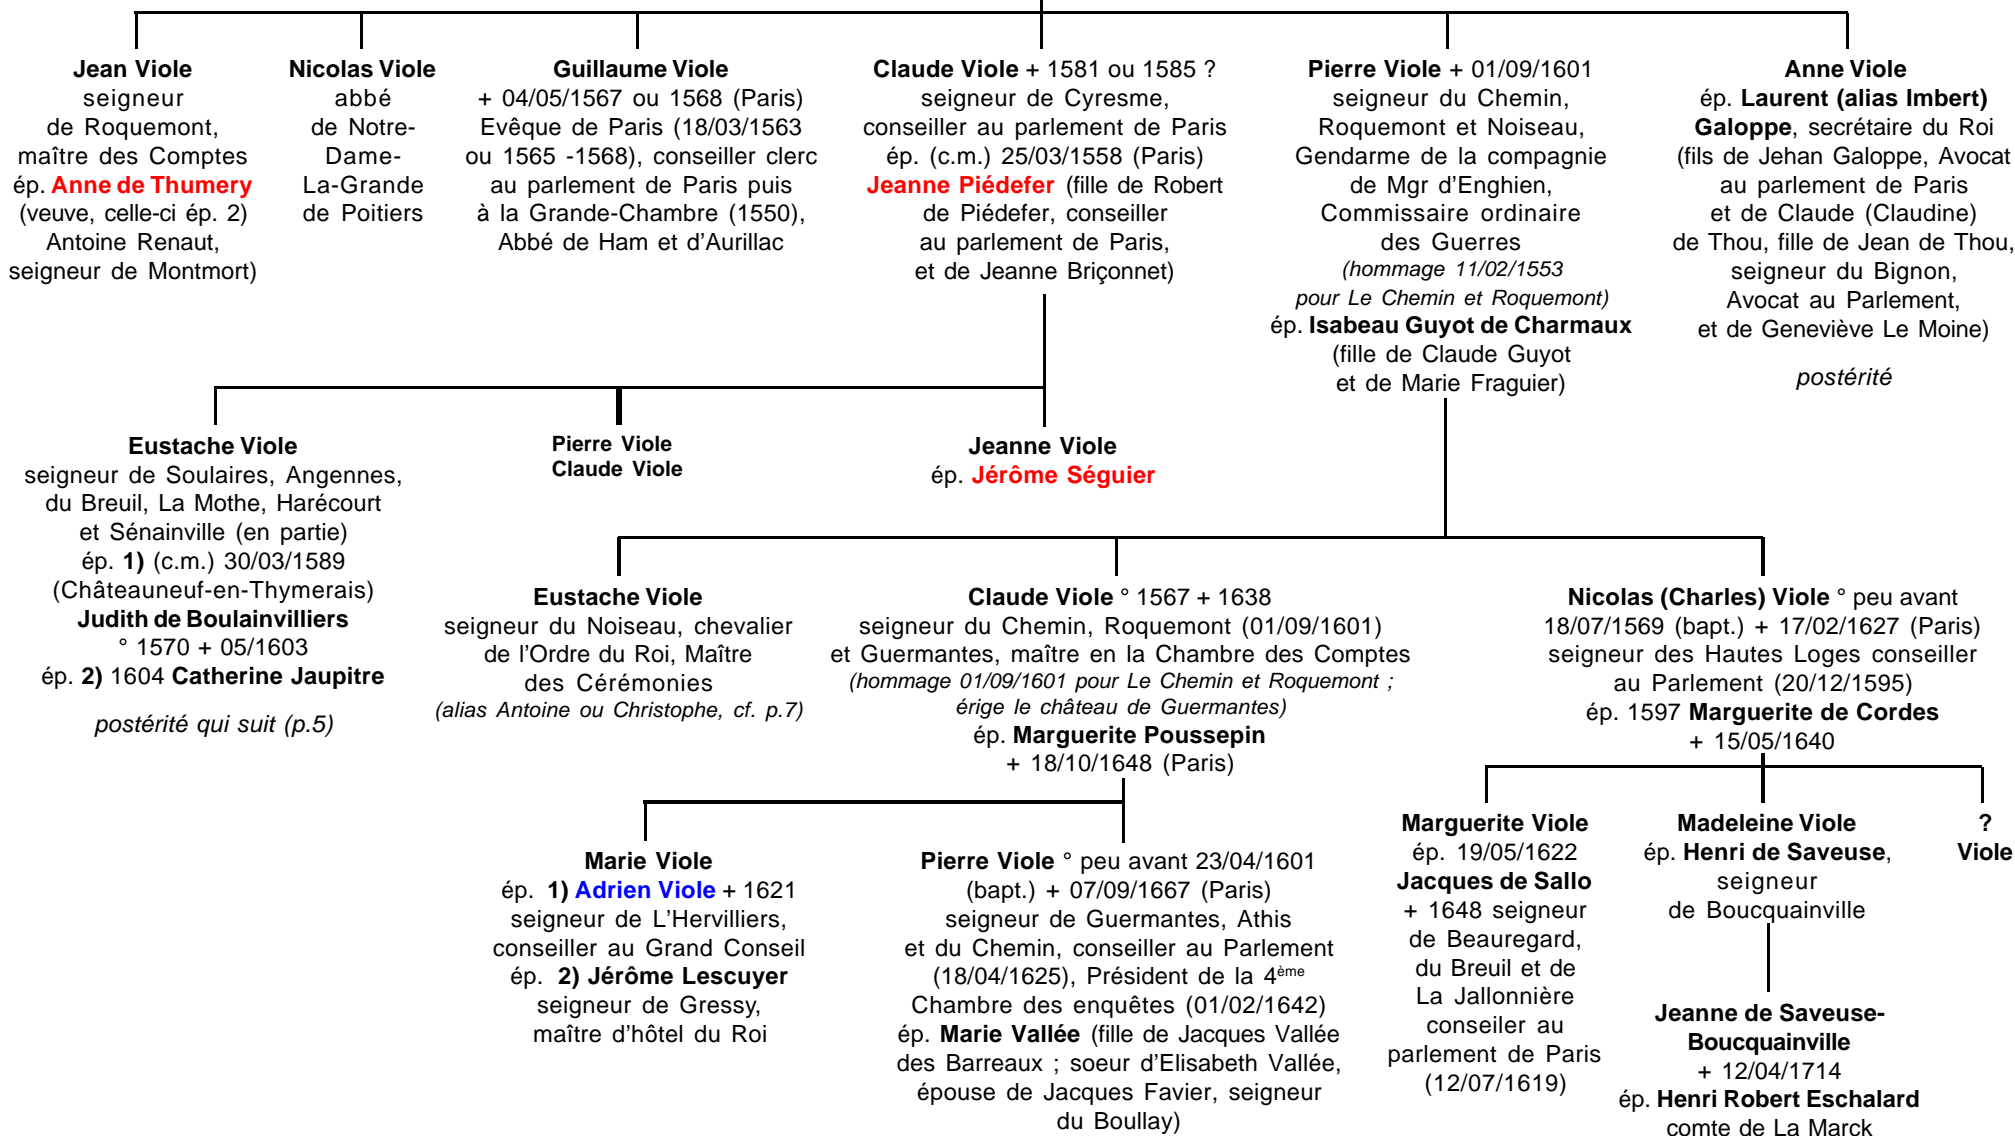 Jean Viole
seigneur
de Roquemont,
maître des Comptes
ép. Anne de Thumery
(veuve, celle-ci ép. 2)
Antoine Renaut,
seigneur de Montmort)
Nicolas Viole
abbé
de Notre-
Dame-
La-Grande
de Poitiers
Guillaume Viole
+ 04/05/1567 ou 1568 (Paris)
Evêque de Paris (18/03/1563
ou 1565 -1568), conseiller clerc
au parlement de Paris puis
à la Grande-Chambre (1550),
Abbé de Ham et d'Aurillac
Claude Viole + 1581 ou 1585 ?
seigneur de Cyresme,
conseiller au parlement de Paris
ép. (c.m.) 25/03/1558 (Paris)
Jeanne Piédefer (fille de Robert
de Piédefer, conseiller
au parlement de Paris,
et de Jeanne Briçonnet)
Pierre Viole + 01/09/1601
seigneur du Chemin,
Roquemont et Noiseau,
Gendarme de la compagnie
de Mgr d'Enghien,
Commissaire ordinaire
des Guerres
(hommage 11/02/1553
pour Le Chemin et Roquemont)
ép. Isabeau Guyot de Charmaux
(fille de Claude Guyot
et de Marie Fraguier)
Anne Viole
ép. Laurent (alias Imbert)
Galoppe, secrétaire du Roi
(fils de Jehan Galoppe, Avocat
au parlement de Paris
et de Claude (Claudine)
de Thou, fille de Jean de Thou,
seigneur du Bignon,
Avocat au Parlement,
et de Geneviève Le Moine)
postérité
Eustache Viole
seigneur de Soulaires, Angennes,
du Breuil, La Mothe, Harécourt
et Sénainville (en partie)
ép. 1) (c.m.) 30/03/1589
(Châteauneuf-en-Thymerais)
Judith de Boulainvilliers
° 1570 + 05/1603
ép. 2) 1604 Catherine Jaupitre
postérité qui suit (p.5)
Pierre Viole
Claude Viole
Jeanne Viole
ép. Jérôme Séguier
Eustache Viole
seigneur du Noiseau, chevalier
de l'Ordre du Roi, Maître
des Cérémonies
(alias Antoine ou Christophe, cf. p.7)
Claude Viole ° 1567 + 1638
seigneur du Chemin, Roquemont (01/09/1601)
et Guermantes, maître en la Chambre des Comptes
(hommage 01/09/1601 pour Le Chemin et Roquemont ;
érige le château de Guermantes)
ép. Marguerite Poussepin
+ 18/10/1648 (Paris)
Nicolas (Charles) Viole ° peu avant
18/07/1569 (bapt.) + 17/02/1627 (Paris)
seigneur des Hautes Loges conseiller
au Parlement (20/12/1595)
ép. 1597 Marguerite de Cordes
+ 15/05/1640
Marie Viole
ép. 1) Adrien Viole + 1621
seigneur de L'Hervilliers,
conseiller au Grand Conseil
ép. 2) Jérôme Lescuyer
seigneur de Gressy,
maître d'hôtel du Roi
Pierre Viole ° peu avant 23/04/1601
(bapt.) + 07/09/1667 (Paris)
seigneur de Guermantes, Athis
et du Chemin, conseiller au Parlement
(18/04/1625), Président de la 4ème
Chambre des enquêtes (01/02/1642)
ép. Marie Vallée (fille de Jacques Vallée
des Barreaux ; soeur d'Elisabeth Vallée,
épouse de Jacques Favier, seigneur
du Boullay)
Marguerite Viole
ép. 19/05/1622
Jacques de Sallo
+ 1648 seigneur
de Beauregard,
du Breuil et de
La Jallonnière
conseiler au
parlement de Paris
(12/07/1619)
Madeleine Viole
ép. Henri de Saveuse,
seigneur
de Boucquainville
?
Viole
Jeanne de Saveuse-
Boucquainville
+ 12/04/1714
ép. Henri Robert Eschalard
comte de La Marck